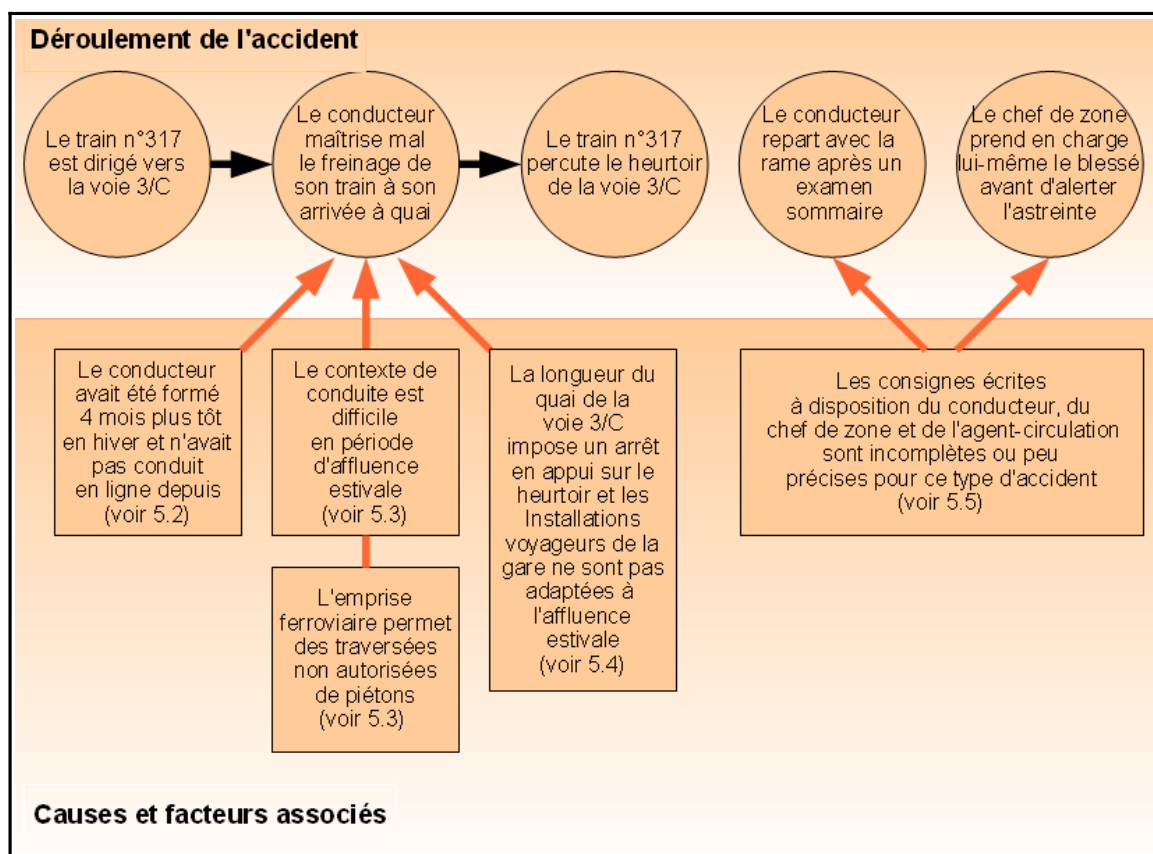 Déroulement de l'accident
Le train n°317
est dirigé vers
la voie 3/C
Le conducteur
maîtrise mal
le freinage de
son train à son
arrivée à quai
Le train n°317
percute le heurtoir
de la voie 3/C
Le conducteur
repart avec la
rame après un
examen
sommaire
Le chef de zone
prend en charge
lui-même le blessé
avant d'alerter
l'astreinte
Le conducteur
avait été formé
4 mois plus tôt
en hiver et n'avait
pas conduit
en ligne depuis
(voir 5.2)
Le contexte de
conduite est
difficile
en période
d'affluence
estivale
(voir 5.3)
L'emprise
ferroviaire permet
des traversées
non autorisées
de piétons
(voir 5.3)
La longueur du
quai de la
voie 3/C
impose un arrêt
en appui sur le
heurtoir et les
Installations
voyageurs de la
gare ne sont pas
adaptées à
l'affluence
estivale
(voir 5.4)
Les consignes écrites
à disposition du conducteur, du
chef de zone et de l'agent-circulation
sont incomplètes ou peu
précises pour ce type d'accident
(voir 5.5)
Causes et facteurs associés